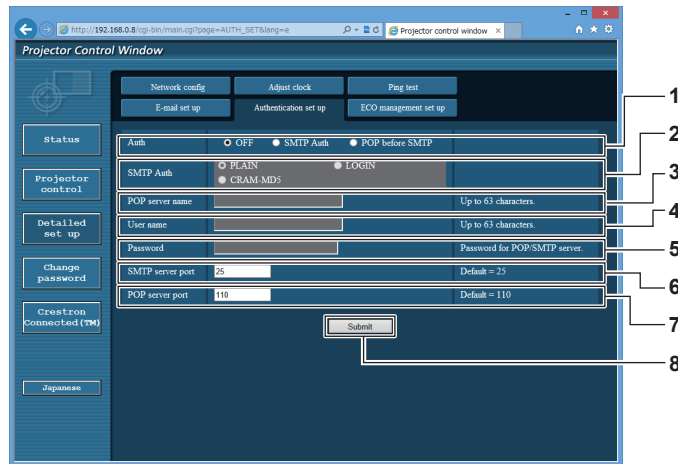 http://192.168.0.8/cgi-bin/main.cgi?page=AUTH_SET&lang=e
Projector control window
Projector Control Window
Network config Adjust clock Ping test
E-mail set up Authentication set up ECO management set up
Status
Projector control
Detailed set up
Change password
Crestron Connected(TM)
Japanese
Auth OFF SMTP Auth POP before SMTP 1
SMTP Auth PLAIN LOGIN 2
CRAM-MD5
POP server name Up to 63 characters. 3
User name Up to 63 characters. 4
Password Password for POP/SMTP server. 5
SMTP server port 25 Default = 25 6
POP server port 110 Default = 110 7
Submit 8